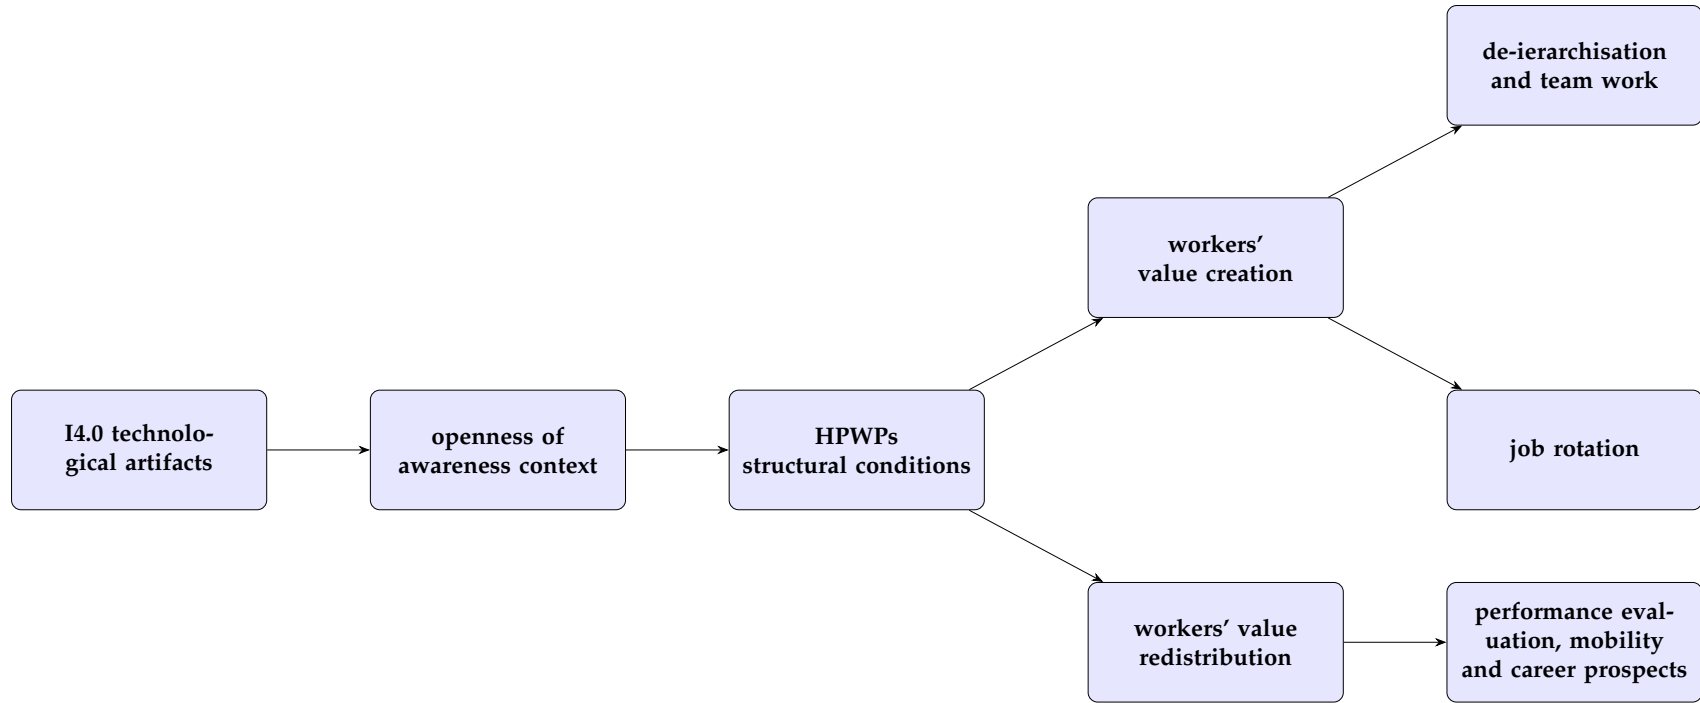 de-ierarchisation
and team work
workers'
value creation
I4.0 technolo-
gical artifacts
openness of
awareness context
HPWPs
structural conditions
job rotation
workers' value
redistribution
performance eval-
uation, mobility
and career prospects